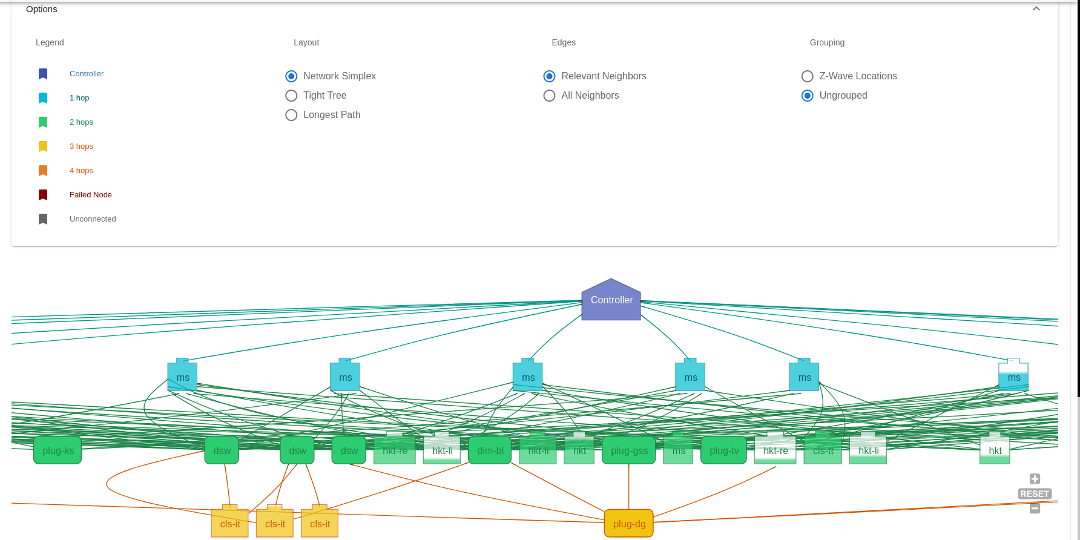 Options
Legend Layout Edges Grouping
Controller Network Simplex Relevant Neighbors Z-Wave Locations
1 hop Tight Tree All Neighbors Ungrouped
2 hops Longest Path
3 hops
4 hops
Failed Node
Unconnected
Controller
ms ms ms ms ms ms
plug-ks dsw dsw dsw hkt-re hkt-li dim-bl hkt-li hkt plug-gss ms plug-tv hkt-re cls-tt hkt-li hkt
RESET
cls-it cls-it cls-it plug-dg